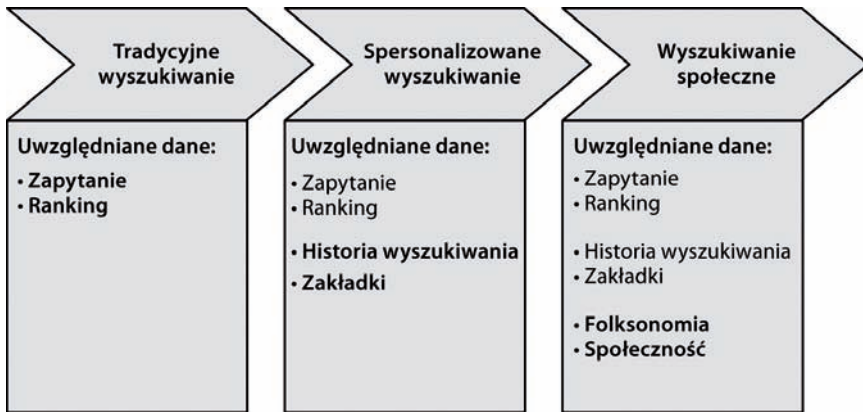 Tradycyjne
wyszukiwanie
Uwzględniane dane:
• Zapytanie
• Ranking
Spersonalizowane
wyszukiwanie
Uwzględniane dane:
• Zapytanie
• Ranking
• Historia wyszukiwania
• Zakładki
Wyszukiwanie
społeczne
Uwzględniane dane:
• Zapytanie
• Ranking
• Historia wyszukiwania
• Zakładki
• Folksonomia
• Społeczność